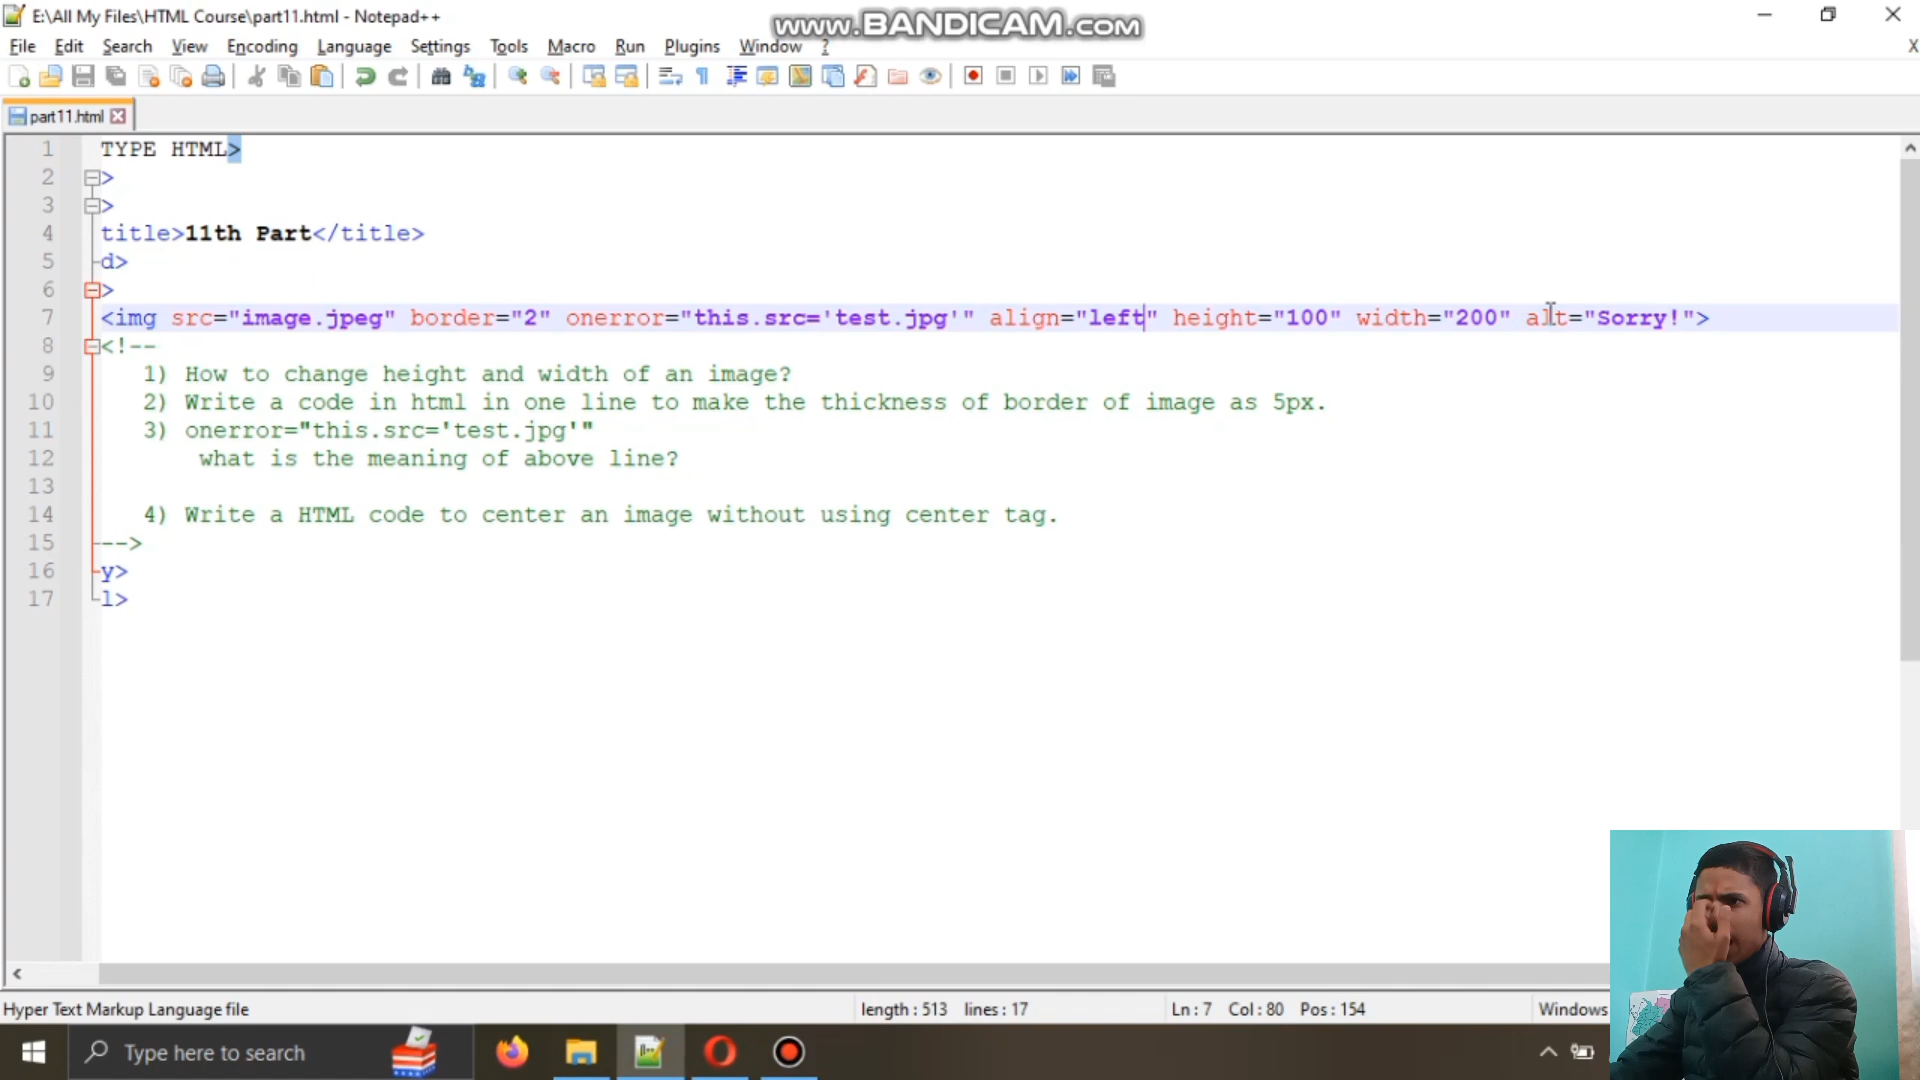 E:\All My Files\HTML Course\part11.html - Notepad++
www.BANDICAM.com
File Edit Search View Encoding Language Settings Tools Macro Run Plugins Window ?
X
part11.html
1 TYPE HTML>
2 >
3 >
4 title>11th Part</title>
5 d>
6 >
7 <img src="image.jpeg" border="2" onerror="this.src='test.jpg'" align="left" height="100" width="200" alt="Sorry!">
8 <!--
9 1) How to change height and width of an image?
10 2) Write a code in html in one line to make the thickness of border of image as 5px.
11 3) onerror="this.src='test.jpg'"
12 what is the meaning of above line?
13
14 4) Write a HTML code to center an image without using center tag.
15 -->
16 y>
17 l>
Hyper Text Markup Language file length : 513 lines : 17 Ln : 7 Col : 80 Pos : 154 Windows
Type here to search